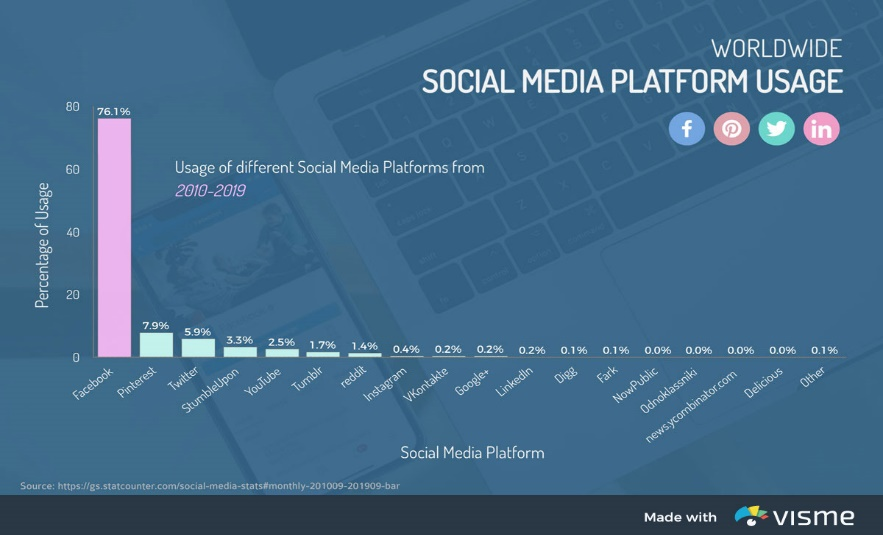 WORLDWIDE
SOCIAL MEDIA PLATFORM USAGE
f in
Usage of different Social Media Platforms from
2010-2019
Percentage of Usage
80
60
40
20
0
76.1% 7.9% 5.9% 3.3% 2.5% 1.7% 1.4% 0.4% 0.2% 0.2% 0.2% 0.1% 0.1% 0.0% 0.0% 0.0% 0.0% 0.1%
Facebook Pinterest Twitter StumbleUpon YouTube Tumblr reddit Instagram VKontakte Google+ LinkedIn Digg Fark NowPublic Odnoklassniki news.ycombinator.com Delicious Other
Social Media Platform
Source: https://gs.statcounter.com/social-media-stats#monthly-201009-201909-bar
Made with visme